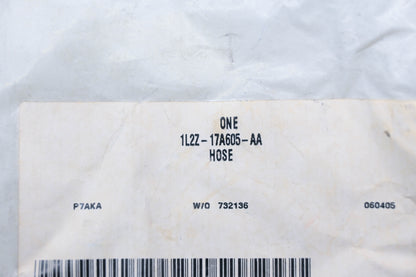 ONE
1L2Z-17A605-AA
HOSE
P7AKA W/O 732136 060405